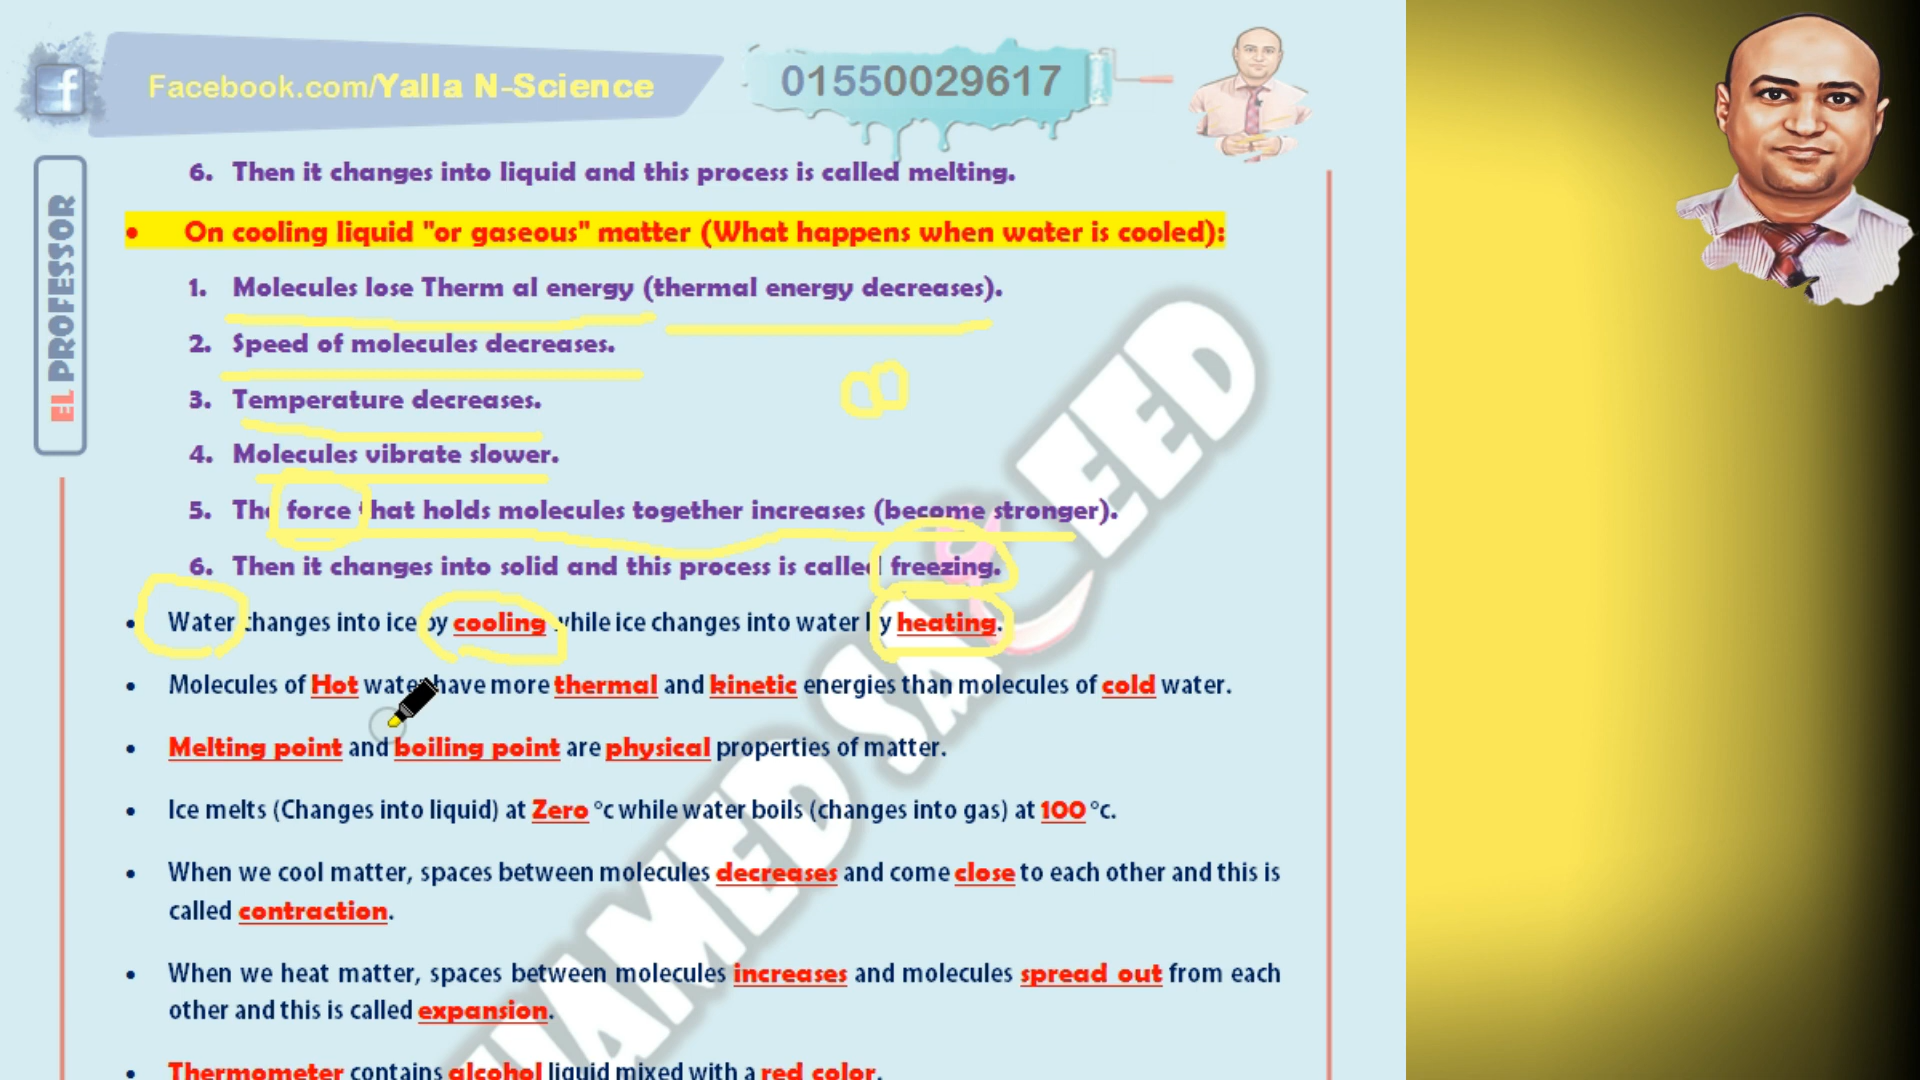 f
Facebook.com/Yalla N-Science
01550029617
EL PROFESSOR
6. Then it changes into liquid and this process is called melting.
• On cooling liquid "or gaseous" matter (What happens when water is cooled):
1. Molecules lose Therm al energy (thermal energy decreases).
2. Speed of molecules decreases.
3. Temperature decreases.
4. Molecules vibrate slower.
5. The force that holds molecules together increases (become stronger).
6. Then it changes into solid and this process is called freezing.
• Water changes into ice by cooling while ice changes into water by heating.
• Molecules of Hot water have more thermal and kinetic energies than molecules of cold water.
• Melting point and boiling point are physical properties of matter.
• Ice melts (Changes into liquid) at Zero °c while water boils (changes into gas) at 100 °c.
• When we cool matter, spaces between molecules decreases and come close to each other and this is
called contraction.
• When we heat matter, spaces between molecules increases and molecules spread out from each
other and this is called expansion.
• Thermometer contains alcohol liquid mixed with a red color.